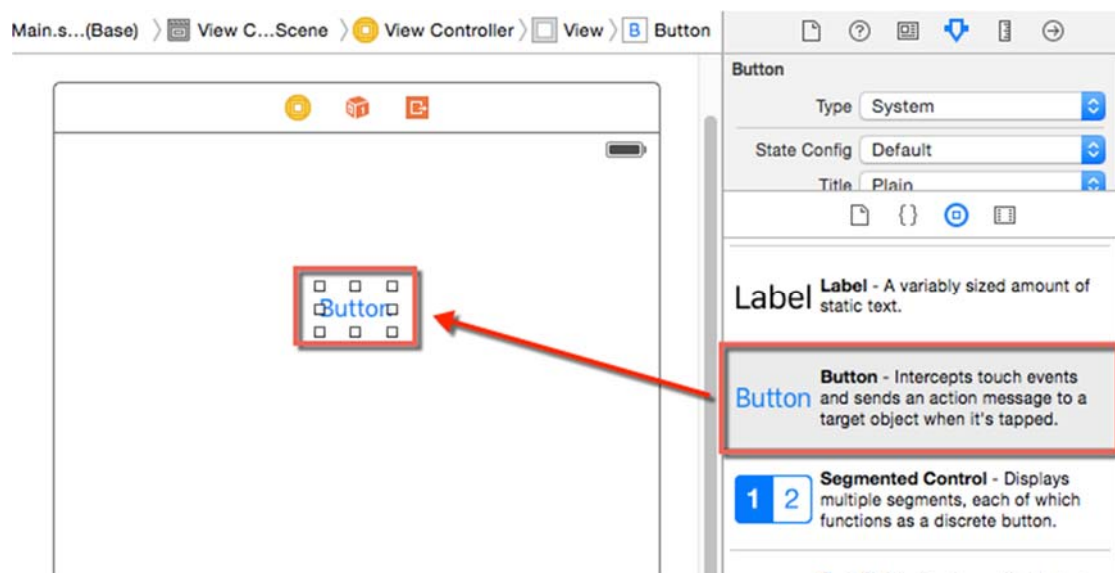 Main.s...(Base) View C...Scene View Controller View B Button
Button
Type System
State Config Default
Title Plain
{}
Button
Label Label - A variably sized amount of
static text.
Button Button - Intercepts touch events
and sends an action message to a
target object when it's tapped.
1 2 Segmented Control - Displays
multiple segments, each of which
functions as a discrete button.